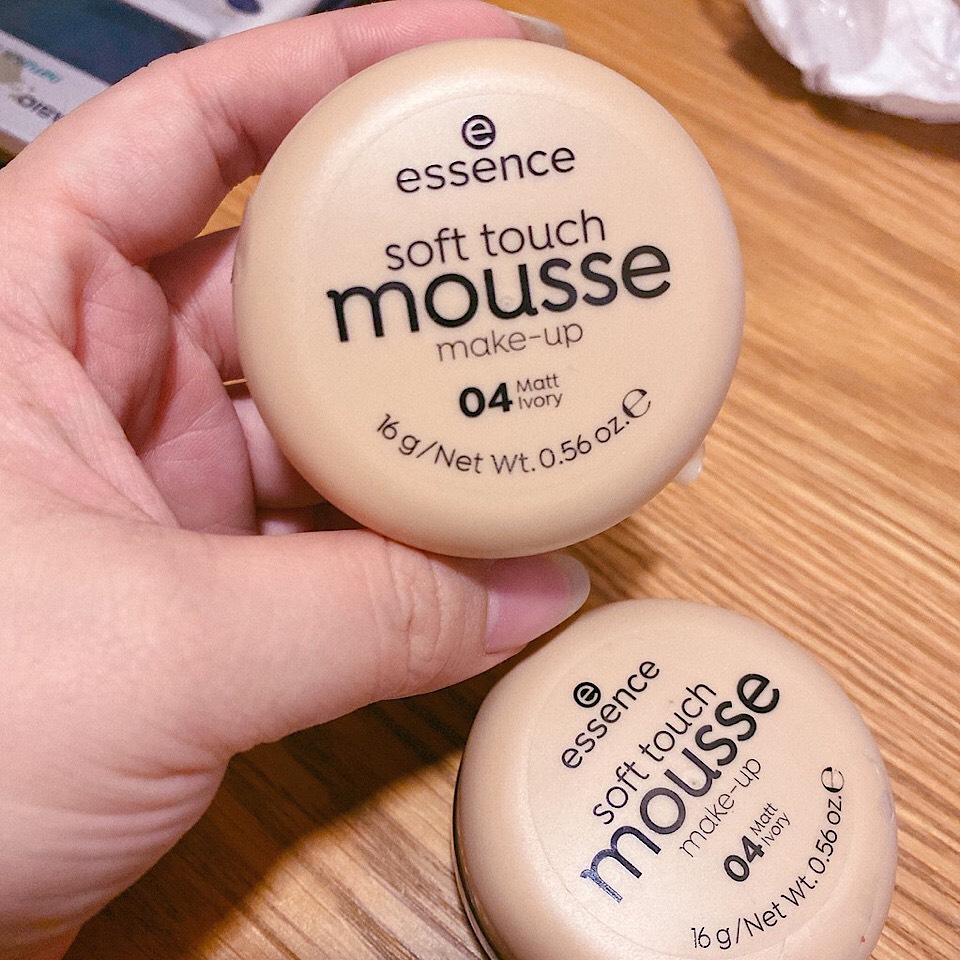 essence
soft touch
mousse
make-up
04 Matt
Ivory
16 g/Net Wt. 0.56 oz. ℮
essence
soft touch
mousse
make-up
04 Matt
Ivory
16 g/Net Wt. 0.56 oz. ℮